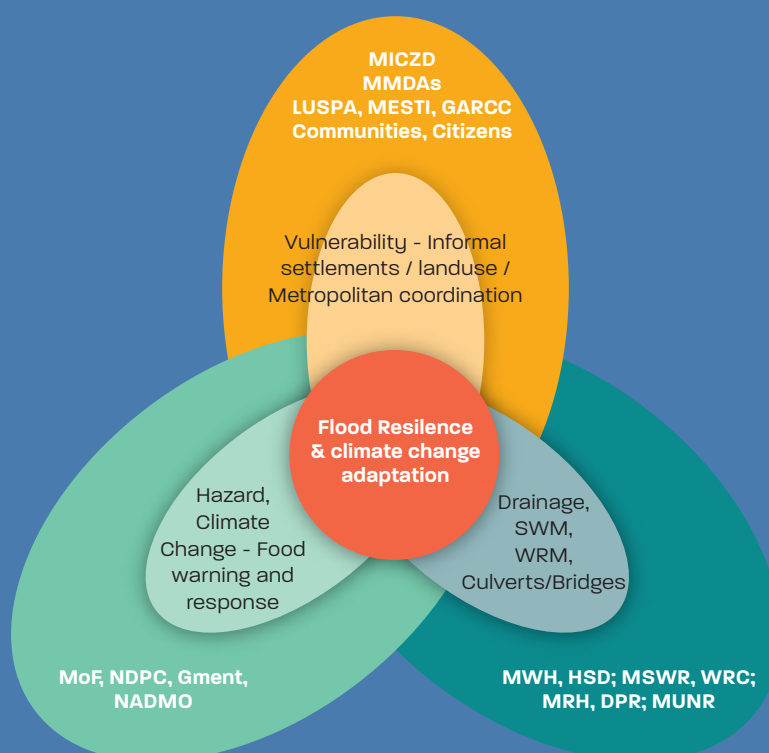 MICZD
MMDAs
LUSPA, MESTI, GARCC
Communities, Citizens
Vulnerability - Informal
settlements / landuse /
Metropolitan coordination
Flood Resilence
& climate change
adaptation
Hazard,
Climate
Change - Food
warning and
response
Drainage,
SWM,
WRM,
Culverts/Bridges
MoF, NDPC, Gment,
NADMO
MWH, HSD; MSWR, WRC;
MRH, DPR; MUNR